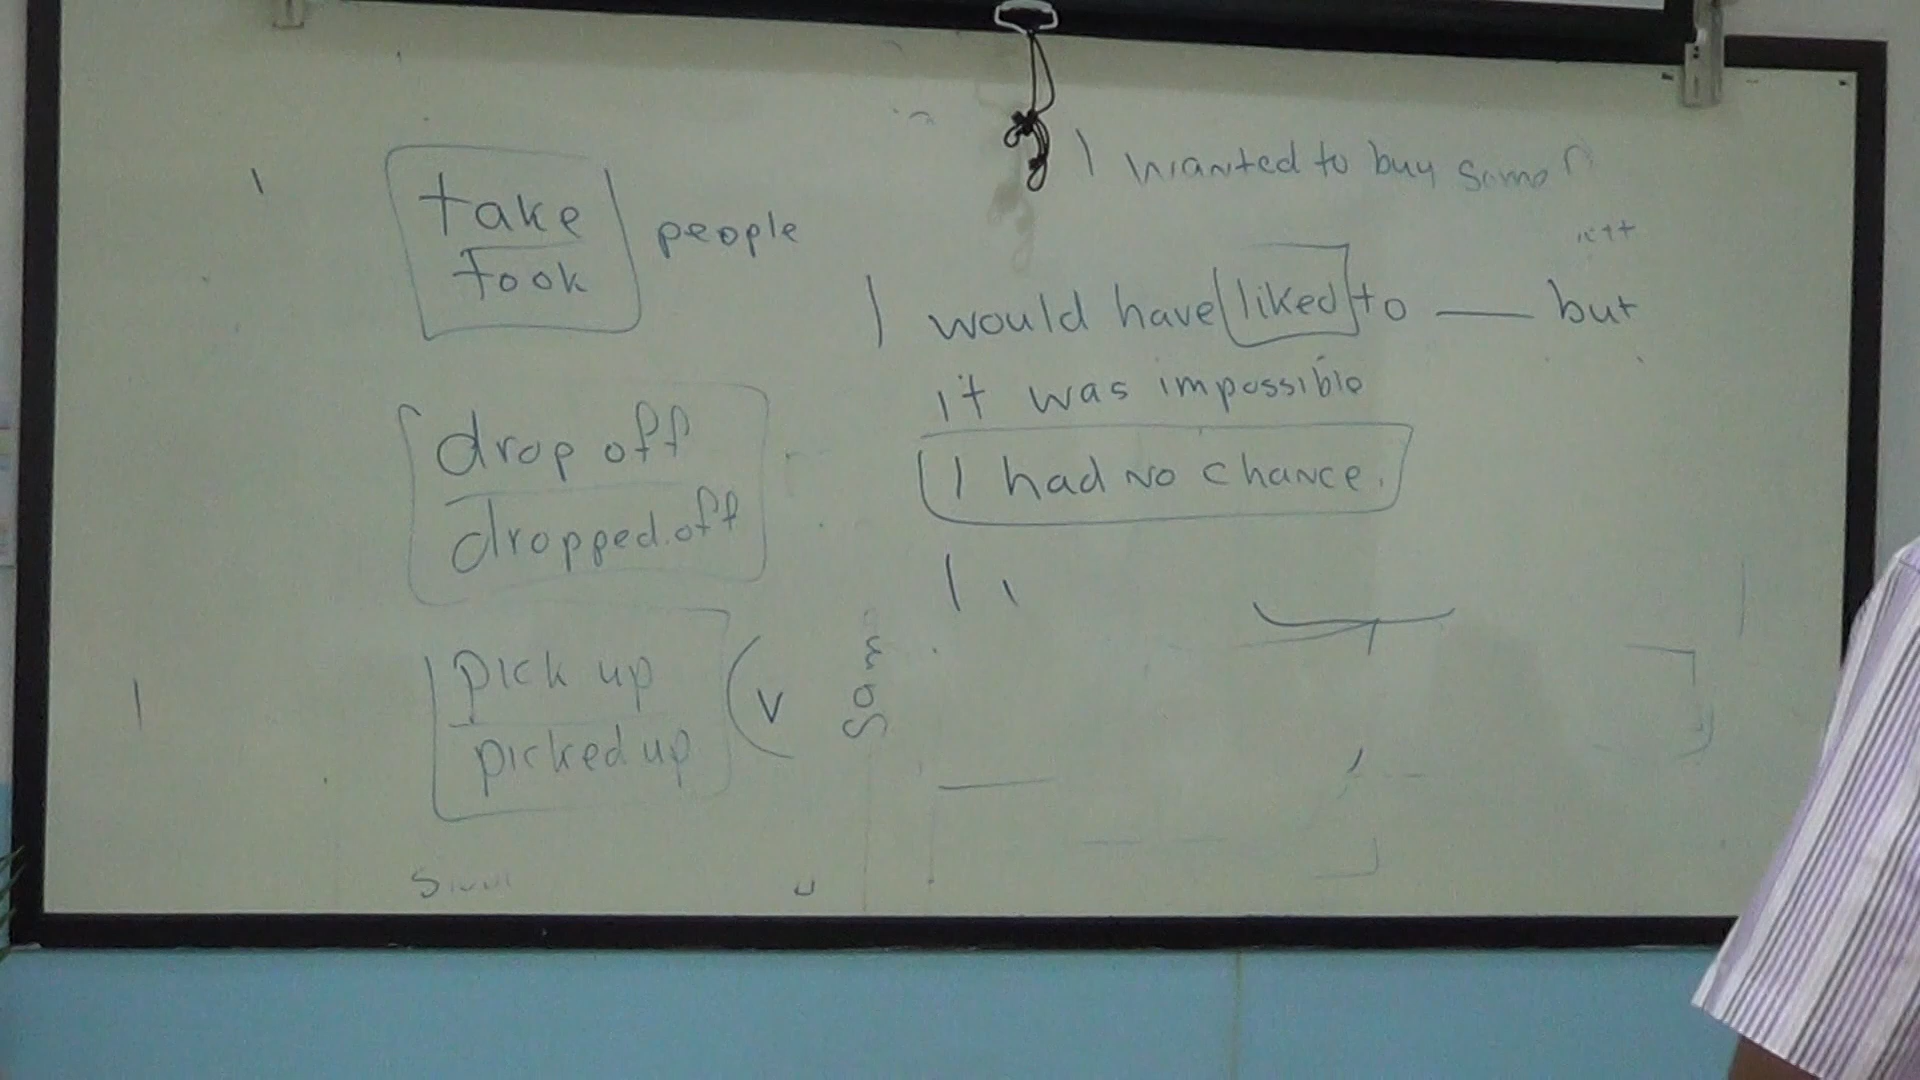 take people
took
drop off
dropped off
pick up (v
picked up
Som
I wanted to buy some
I would have liked to ___ but
it was impossible
I had no chance.